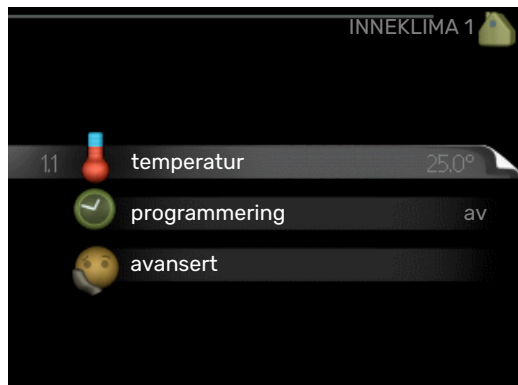 INNEKLIMA 1
1.1 temperatur 25.0°
programmering av
avansert